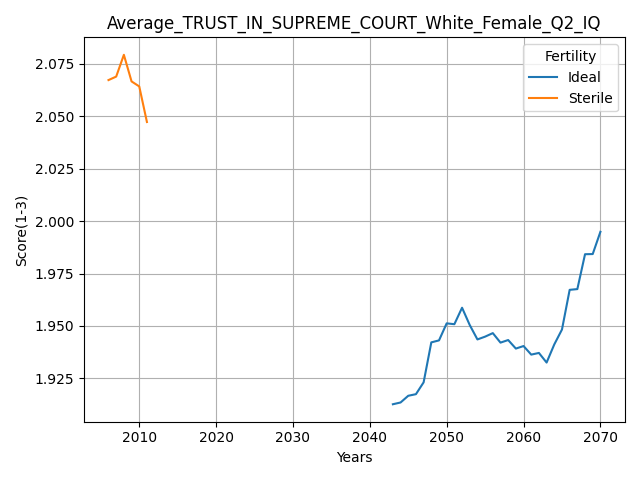 Average_TRUST_IN_SUPREME_COURT_White_Female_Q2_IQ
Fertility
Ideal
Sterile
2.075
2.050
2.025
2.000
1.975
1.950
1.925
Score(1-3)
2010 2020 2030 2040 2050 2060 2070
Years